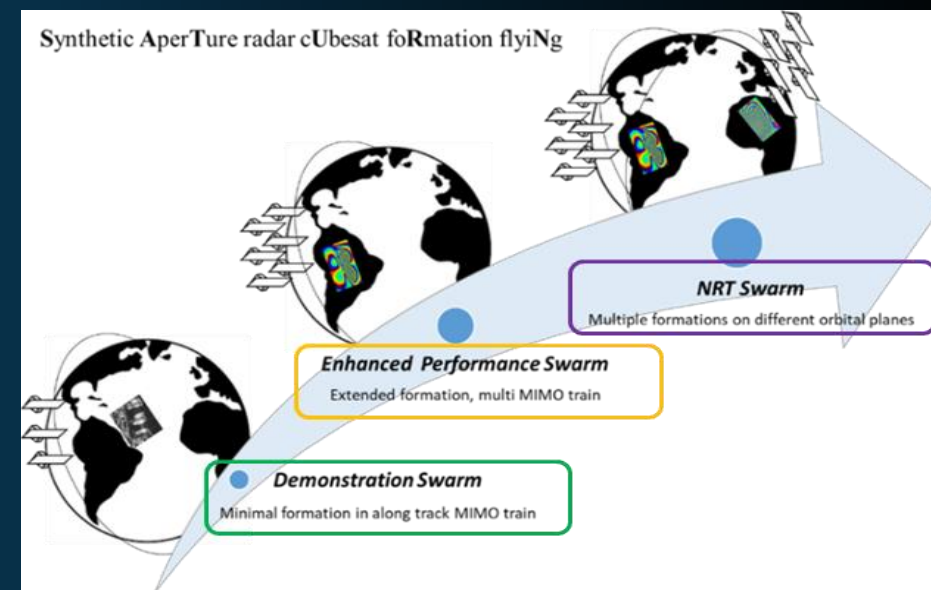 Synthetic AperTure radar cUbesat foRmation flyiNg
NRT Swarm
Multiple formations on different orbital planes
Enhanced Performance Swarm
Extended formation, multi MIMO train
Demonstration Swarm
Minimal formation in along track MIMO train